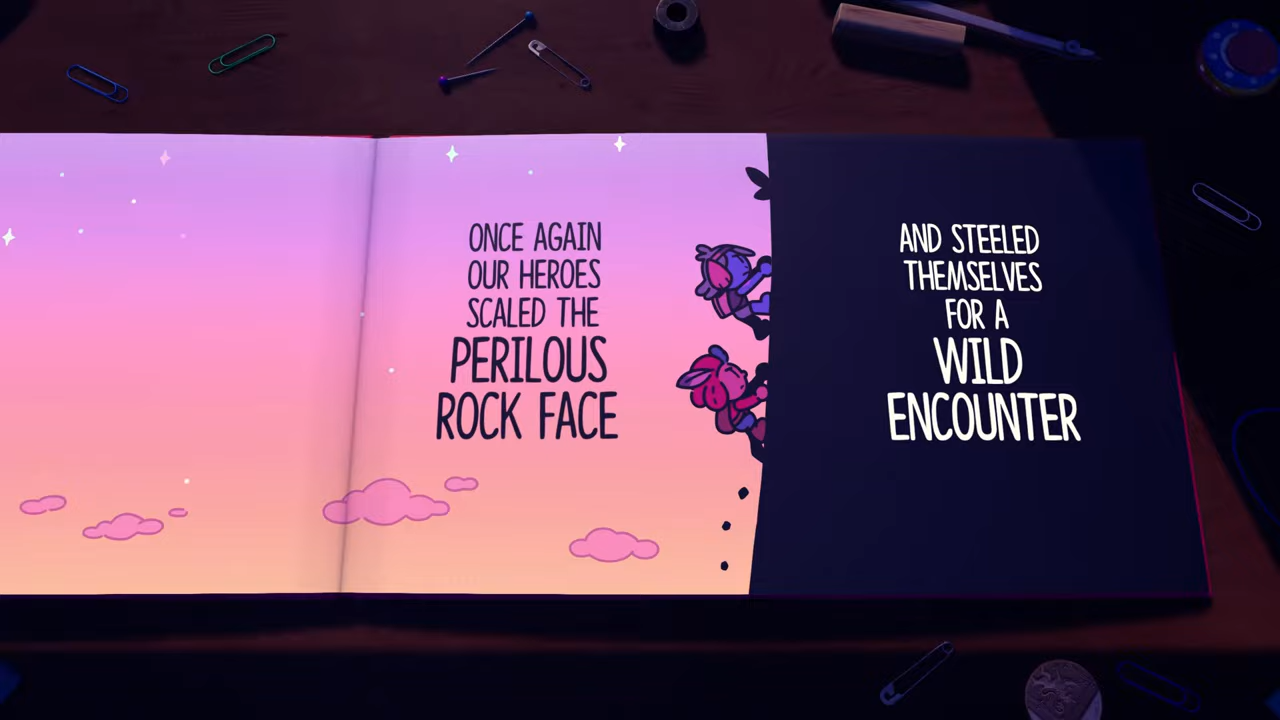 ONCE AGAIN
OUR HEROES
SCALED THE
PERILOUS
ROCK FACE
AND STEELED
THEMSELVES
FOR A
WILD
ENCOUNTER